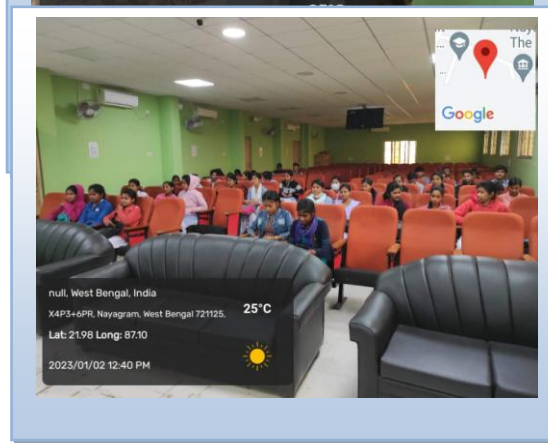 The
Google
null, West Bengal, India
X4P3+6PR, Nayagram, West Bengal 721125,
25°C
Lat: 21.98 Long: 87.10
2023/01/02 12:40 PM